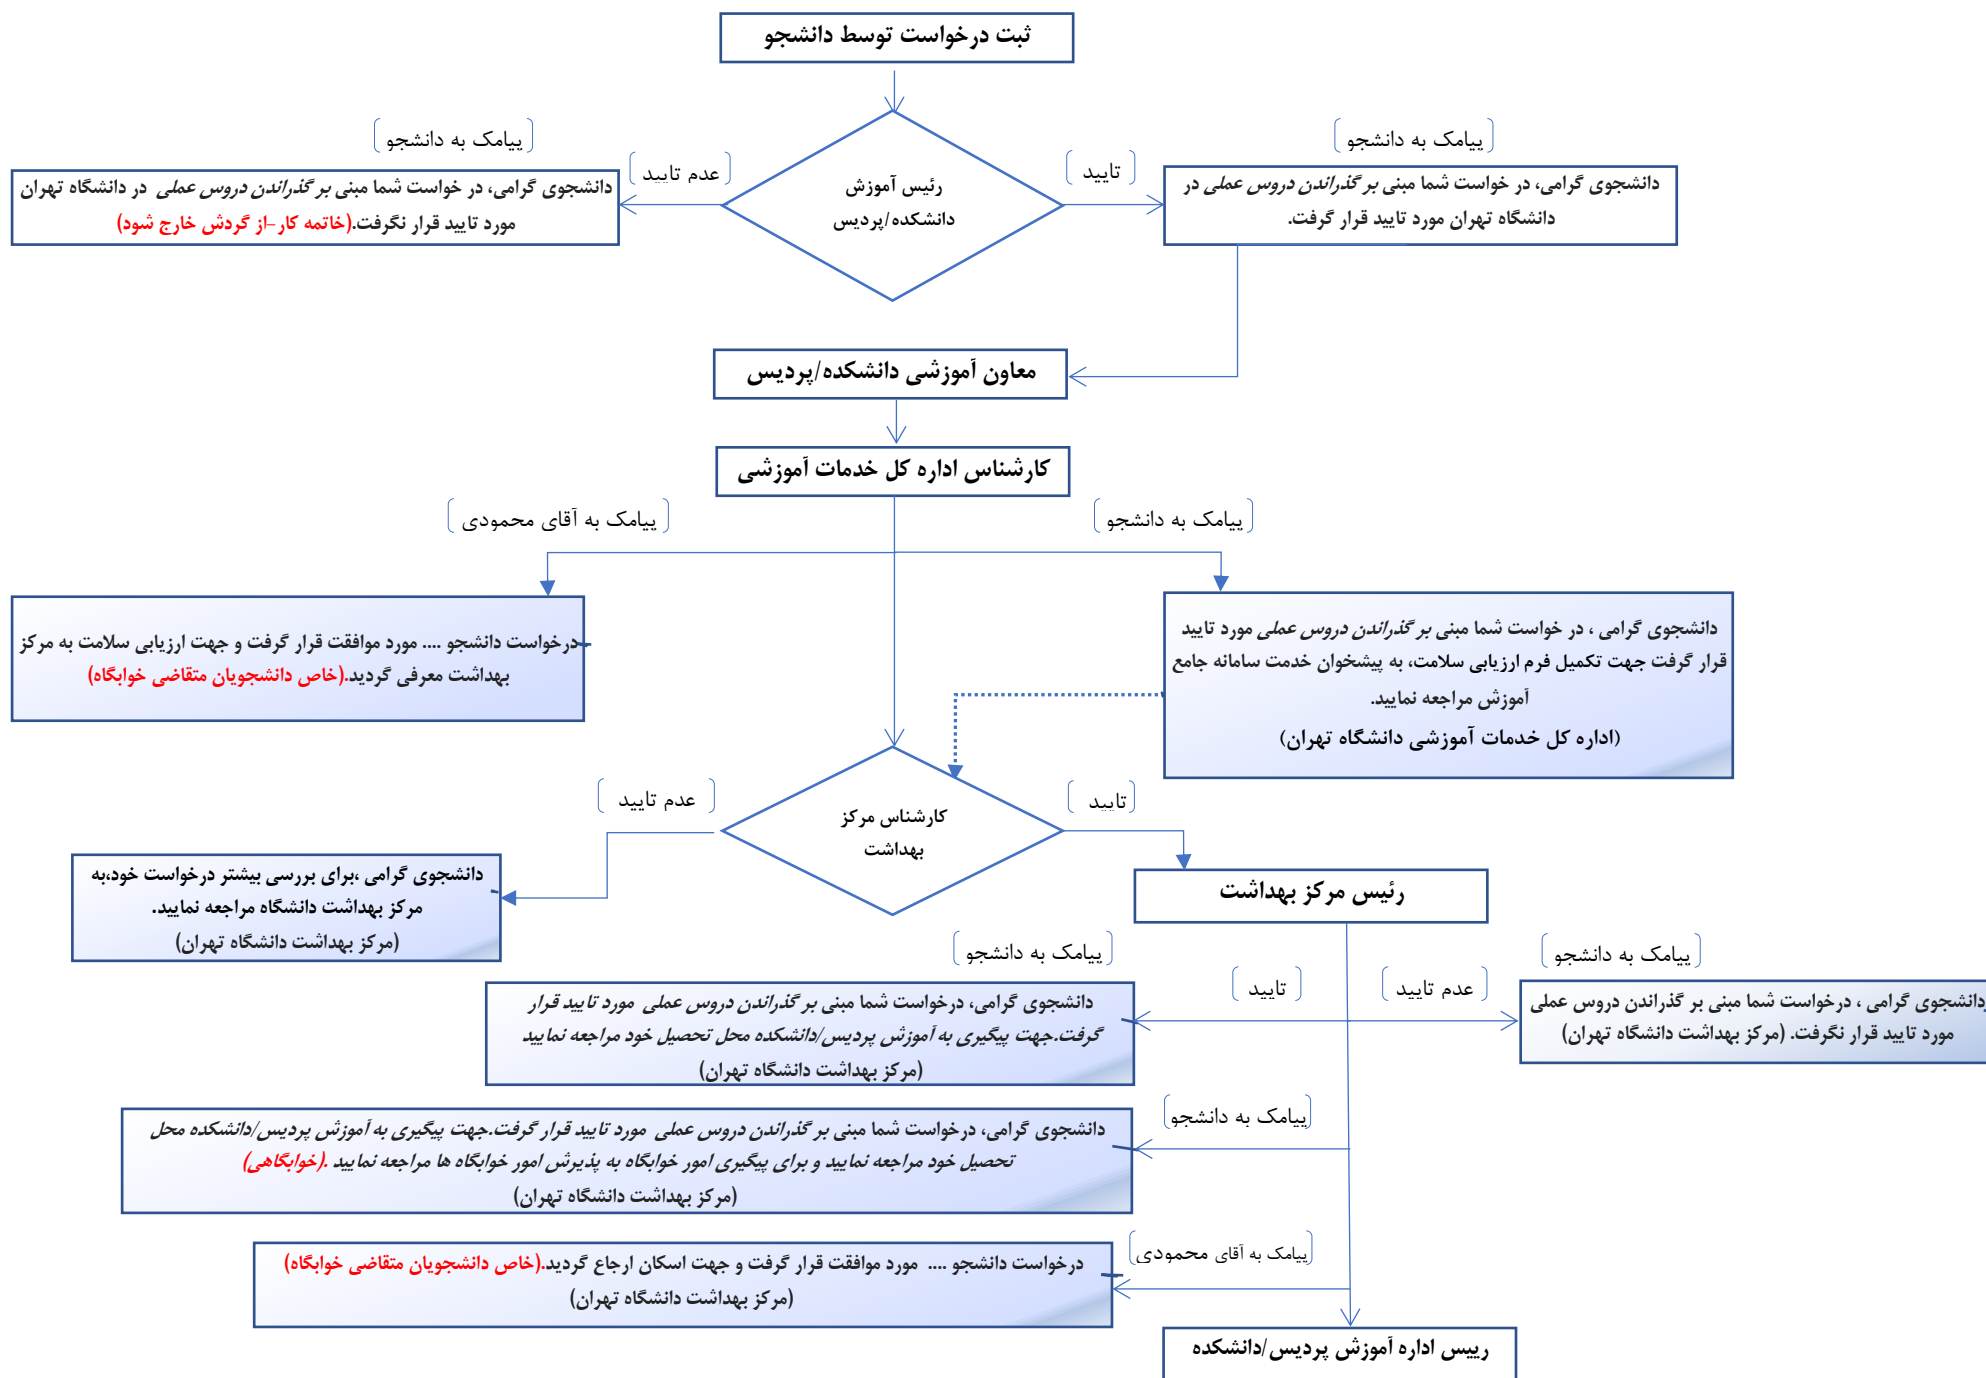 ثبت درخواست توسط دانشجو
[پیامک به دانشجو]
[پیامک به دانشجو]
[تایید]
[عدم تایید]
دانشجوی گرامی، در خواست شما مبنی بر گذراندن دروس عملی در
دانشگاه تهران مورد تایید قرار گرفت.
رئیس آموزش
دانشکده/پردیس
دانشجوی گرامی، در خواست شما مبنی بر گذراندن دروس عملی در دانشگاه تهران
مورد تایید قرار نگرفت.(خاتمه کار–از گردش خارج شود)
معاون آموزشی دانشکده/پردیس
کارشناس اداره کل خدمات آموزشی
[پیامک به دانشجو]
[پیامک به آقای محمودی]
دانشجوی گرامی ، در خواست شما مبنی بر گذراندن دروس عملی مورد تایید
قرار گرفت جهت تکمیل فرم ارزیابی سلامت، به پیشخوان خدمت سامانه جامع
آموزش مراجعه نمایید.
(اداره کل خدمات آموزشی دانشگاه تهران)
درخواست دانشجو .... مورد موافقت قرار گرفت و جهت ارزیابی سلامت به مرکز
بهداشت معرفی گردید.(خاص دانشجویان متقاضی خوابگاه)
[تایید]
[عدم تایید]
کارشناس مرکز
بهداشت
دانشجوی گرامی ،برای بررسی بیشتر درخواست خود،به
مرکز بهداشت دانشگاه مراجعه نمایید.
(مرکز بهداشت دانشگاه تهران)
رئیس مرکز بهداشت
[پیامک به دانشجو]
[پیامک به دانشجو]
[عدم تایید]
[تایید]
دانشجوی گرامی ، درخواست شما مبنی بر گذراندن دروس عملی
مورد تایید قرار نگرفت. (مرکز بهداشت دانشگاه تهران)
دانشجوی گرامی، درخواست شما مبنی بر گذراندن دروس عملی مورد تایید قرار
گرفت.جهت پیگیری به آموزش پردیس/دانشکده محل تحصیل خود مراجعه نمایید
(مرکز بهداشت دانشگاه تهران)
[پیامک به دانشجو]
دانشجوی گرامی، درخواست شما مبنی بر گذراندن دروس عملی مورد تایید قرار گرفت.جهت پیگیری به آموزش پردیس/دانشکده محل
تحصیل خود مراجعه نمایید و برای پیگیری امور خوابگاه به پذیرش امور خوابگاه ها مراجعه نمایید .(خوابگاهی)
(مرکز بهداشت دانشگاه تهران)
[پیامک به آقای محمودی]
درخواست دانشجو .... مورد موافقت قرار گرفت و جهت اسکان ارجاع گردید.(خاص دانشجویان متقاضی خوابگاه)
(مرکز بهداشت دانشگاه تهران)
رییس اداره آموزش پردیس/دانشکده